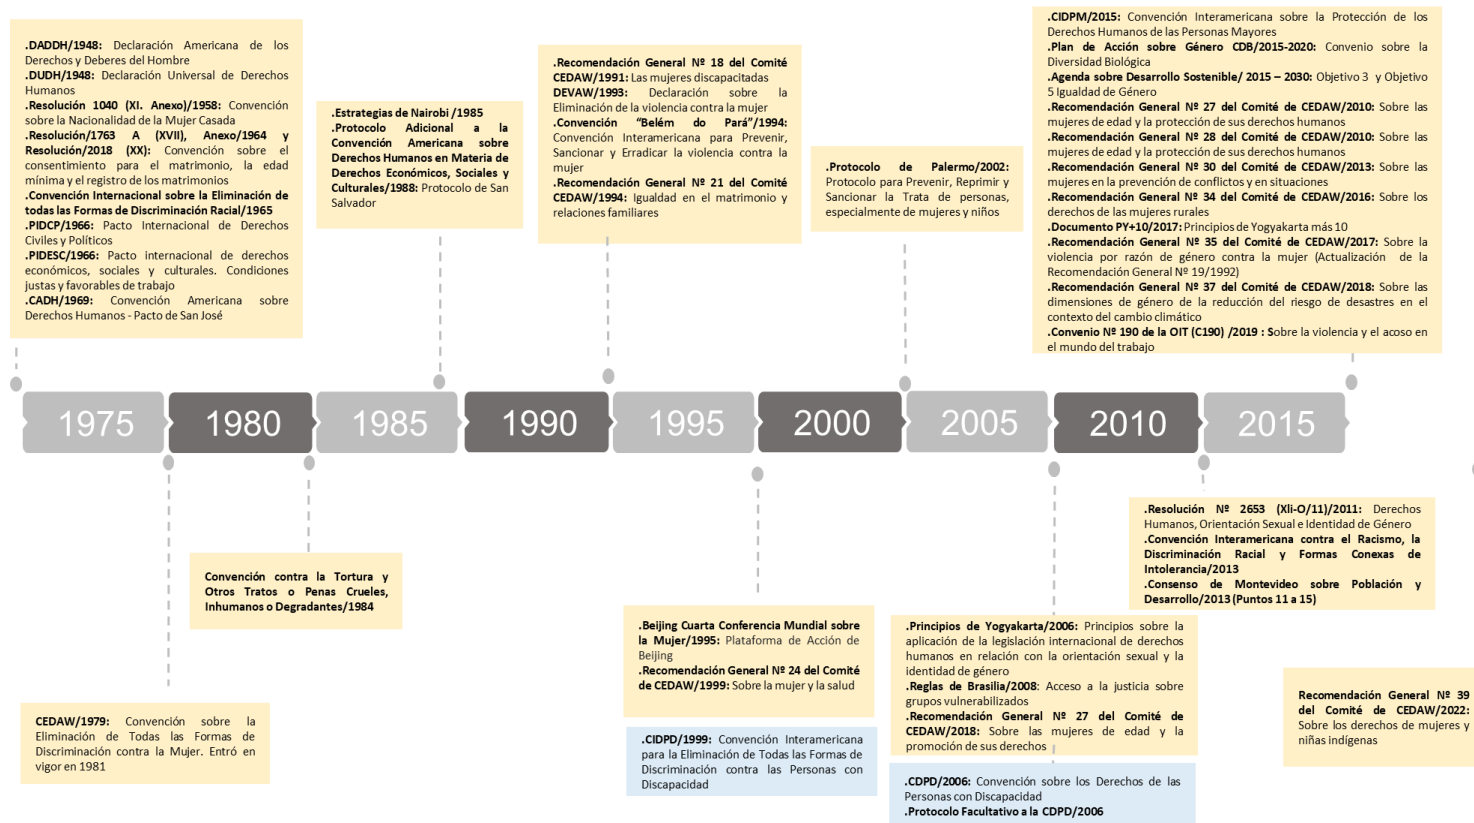 .DADDH/1948: Declaración Americana de los
Derechos y Deberes del Hombre
.DUDH/1948: Declaración Universal de Derechos
Humanos
.Resolución 1040 (XI. Anexo)/1958: Convención
sobre la Nacionalidad de la Mujer Casada
.Resolución/1763 A (XVII), Anexo/1964 y
Resolución/2018 (XX): Convención sobre el
consentimiento para el matrimonio, la edad
mínima y el registro de los matrimonios
.Convención Internacional sobre la Eliminación de
todas las Formas de Discriminación Racial/1965
.PIDCP/1966: Pacto Internacional de Derechos
Civiles y Políticos
.PIDESC/1966: Pacto internacional de derechos
económicos, sociales y culturales. Condiciones
justas y favorables de trabajo
.CADH/1969: Convención Americana sobre
Derechos Humanos - Pacto de San José
.Estrategias de Nairobi/1985
.Protocolo Adicional a la
Convención Americana sobre
Derechos Humanos en Materia de
Derechos Económicos, Sociales y
Culturales/1988: Protocolo de San
Salvador
.Recomendación General Nº 18 del Comité
CEDAW/1991: Las mujeres discapacitadas
DEVAW/1993: Declaración sobre la
Eliminación de la violencia contra la mujer
.Convención “Belém do Pará”/1994:
Convención Interamericana para Prevenir,
Sancionar y Erradicar la violencia contra la
mujer
.Recomendación General Nº 21 del Comité
CEDAW/1994: Igualdad en el matrimonio y
relaciones familiares
.Protocolo de Palermo/2002:
Protocolo para Prevenir, Reprimir y
Sancionar la Trata de personas,
especialmente de mujeres y niños
.CIDPM/2015: Convención Interamericana sobre la Protección de los
Derechos Humanos de las Personas Mayores
.Plan de Acción sobre Género CDB/2015-2020: Convenio sobre la
Diversidad Biológica
.Agenda sobre Desarrollo Sostenible/ 2015 – 2030: Objetivo 3 y Objetivo
5 Igualdad de Género
.Recomendación General Nº 27 del Comité de CEDAW/2010: Sobre las
mujeres de edad y la protección de sus derechos humanos
.Recomendación General Nº 28 del Comité de CEDAW/2010: Sobre las
mujeres de edad y la protección de sus derechos humanos
.Recomendación General Nº 30 del Comité de CEDAW/2013: Sobre las
mujeres en la prevención de conflictos y en situaciones
.Recomendación General Nº 34 del Comité de CEDAW/2016: Sobre los
derechos de las mujeres rurales
.Documento PY+10/2017: Principios de Yogyakarta más 10
.Recomendación General Nº 35 del Comité de CEDAW/2017: Sobre la
violencia por razón de género contra la mujer (Actualización de la
Recomendación General Nº 19/1992)
.Recomendación General Nº 37 del Comité de CEDAW/2018: Sobre las
dimensiones de género de la reducción del riesgo de desastres en el
contexto del cambio climático
.Convenio Nº 190 de la OIT (C190) /2019 : Sobre la violencia y el acoso en
el mundo del trabajo
1975
1980
1985
1990
1995
2000
2005
2010
2015
CEDAW/1979: Convención sobre la
Eliminación de Todas las Formas de
Discriminación contra la Mujer. Entró en
vigor en 1981
Convención contra la Tortura y
Otros Tratos o Penas Crueles,
Inhumanos o Degradantes/1984
.Beijing Cuarta Conferencia Mundial sobre
la Mujer/1995: Plataforma de Acción de
Beijing
.Recomendación General Nº 24 del Comité
de CEDAW/1999: Sobre la mujer y la salud
.CIDPD/1999: Convención Interamericana
para la Eliminación de Todas las Formas de
Discriminación contra las Personas con
Discapacidad
.Principios de Yogyakarta/2006: Principios sobre la
aplicación de la legislación internacional de derechos
humanos en relación con la orientación sexual y la
identidad de género
.Reglas de Brasilia/2008: Acceso a la justicia sobre
grupos vulnerabilizados
.Recomendación General Nº 27 del Comité de
CEDAW/2018: Sobre las mujeres de edad y la
promoción de sus derechos
.CDPD/2006: Convención sobre los Derechos de las
Personas con Discapacidad
.Protocolo Facultativo a la CDPD/2006
.Resolución Nº 2653 (Xli-O/11)/2011: Derechos
Humanos, Orientación Sexual e Identidad de Género
.Convención Interamericana contra el Racismo, la
Discriminación Racial y Formas Conexas de
Intolerancia/2013
.Consenso de Montevideo sobre Población y
Desarrollo/2013 (Puntos 11 a 15)
Recomendación General Nº 39
del Comité de CEDAW/2022:
Sobre los derechos de mujeres y
niñas indígenas